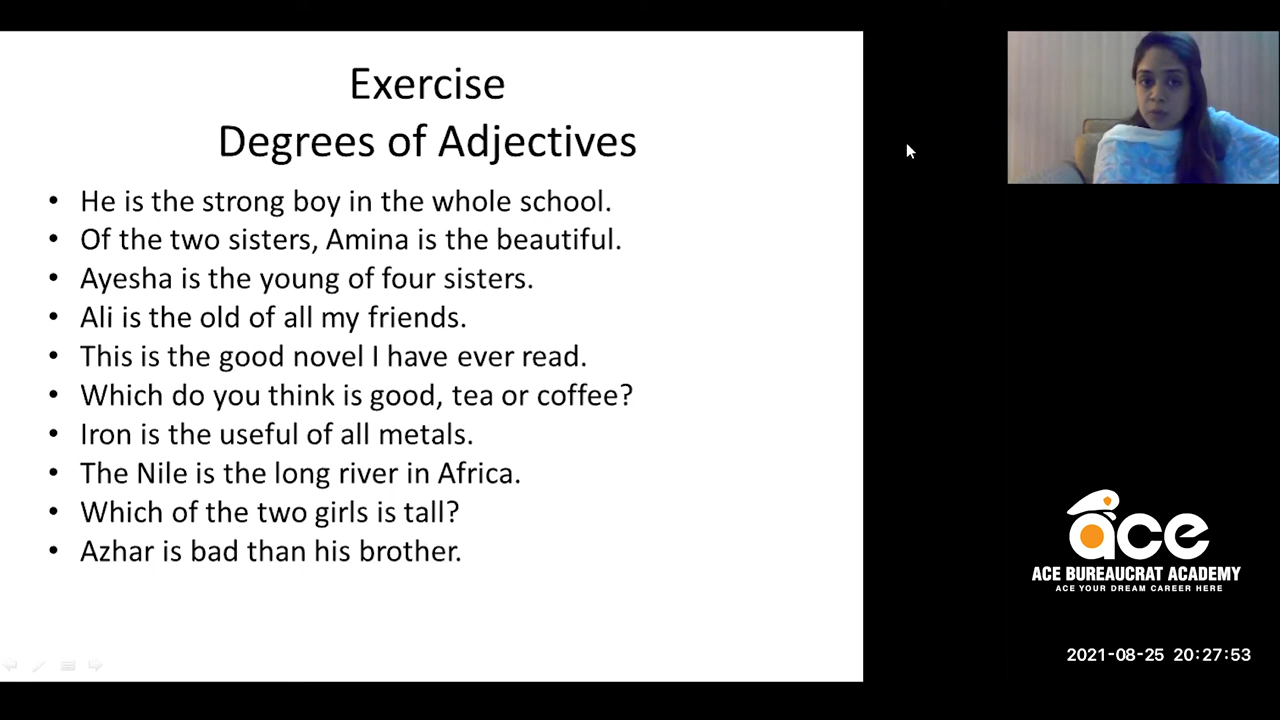 Exercise
Degrees of Adjectives
• He is the strong boy in the whole school.
• Of the two sisters, Amina is the beautiful.
• Ayesha is the young of four sisters.
• Ali is the old of all my friends.
• This is the good novel I have ever read.
• Which do you think is good, tea or coffee?
• Iron is the useful of all metals.
• The Nile is the long river in Africa.
• Which of the two girls is tall?
• Azhar is bad than his brother.
ace
ACE BUREAUCRAT ACADEMY
ACE YOUR DREAM CAREER HERE
2021-08-25 20:27:53